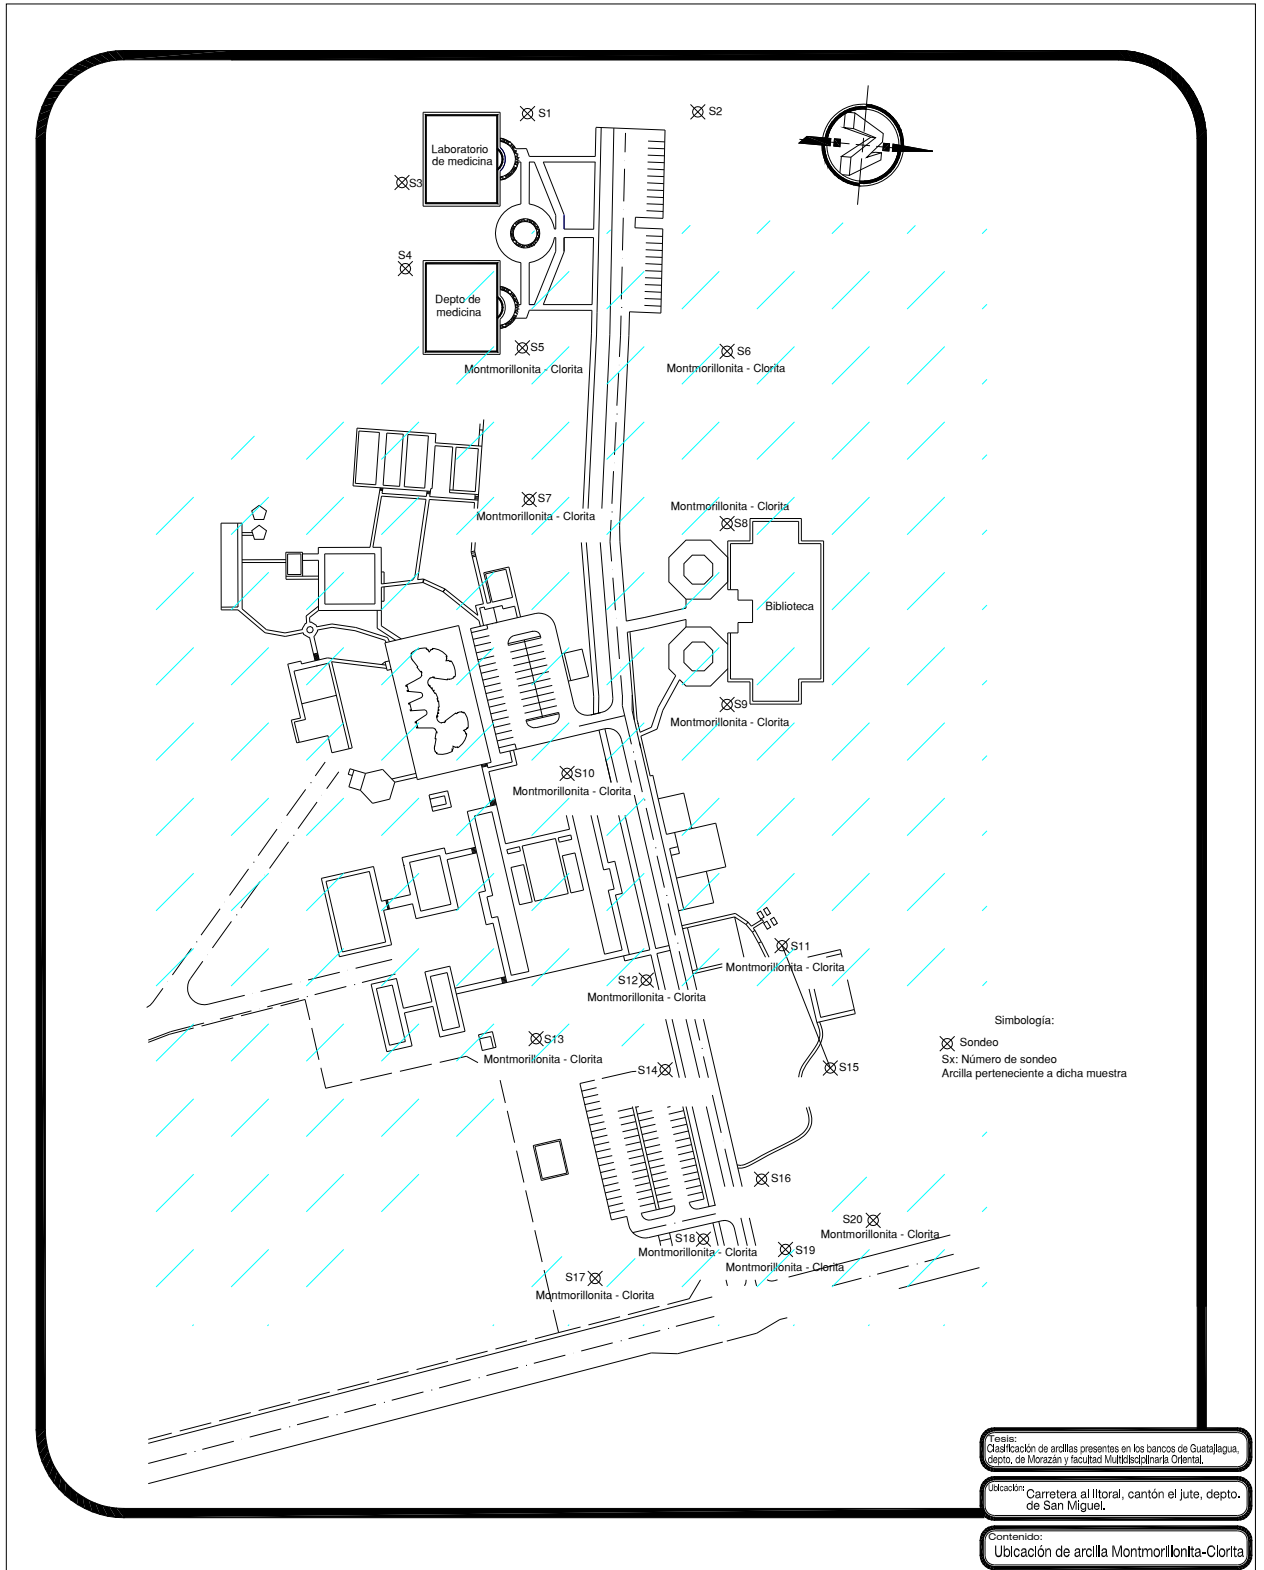 S1
S2
Laboratorio
de medicina
S3
S4
Depto de
medicina
S5
Montmorillonita - Clorita
S6
Montmorillonita - Clorita
S7
Montmorillonita - Clorita
Montmorillonita - Clorita
S8
Biblioteca
S9
Montmorillonita - Clorita
S10
Montmorillonita - Clorita
S11
Montmorillonita - Clorita
S12
Montmorillonita - Clorita
S13
Montmorillonita - Clorita
S14
S15
Simbología:
Sondeo
Sx: Número de sondeo
Arcilla perteneciente a dicha muestra
S16
S20
Montmorillonita - Clorita
S18
Montmorillonita - Clorita
S19
Montmorillonita - Clorita
S17
Montmorillonita - Clorita
Tesis:
Clasificación de arcillas presentes en los bancos de Guatajiagua,
depto, de Morazán y facultad Multidisciplinaria Oriental.
Ubicación: Carretera al litoral, cantón el jute, depto.
de San Miguel.
Contenido:
Ubicación de arcilla Montmorillonita-Clorita